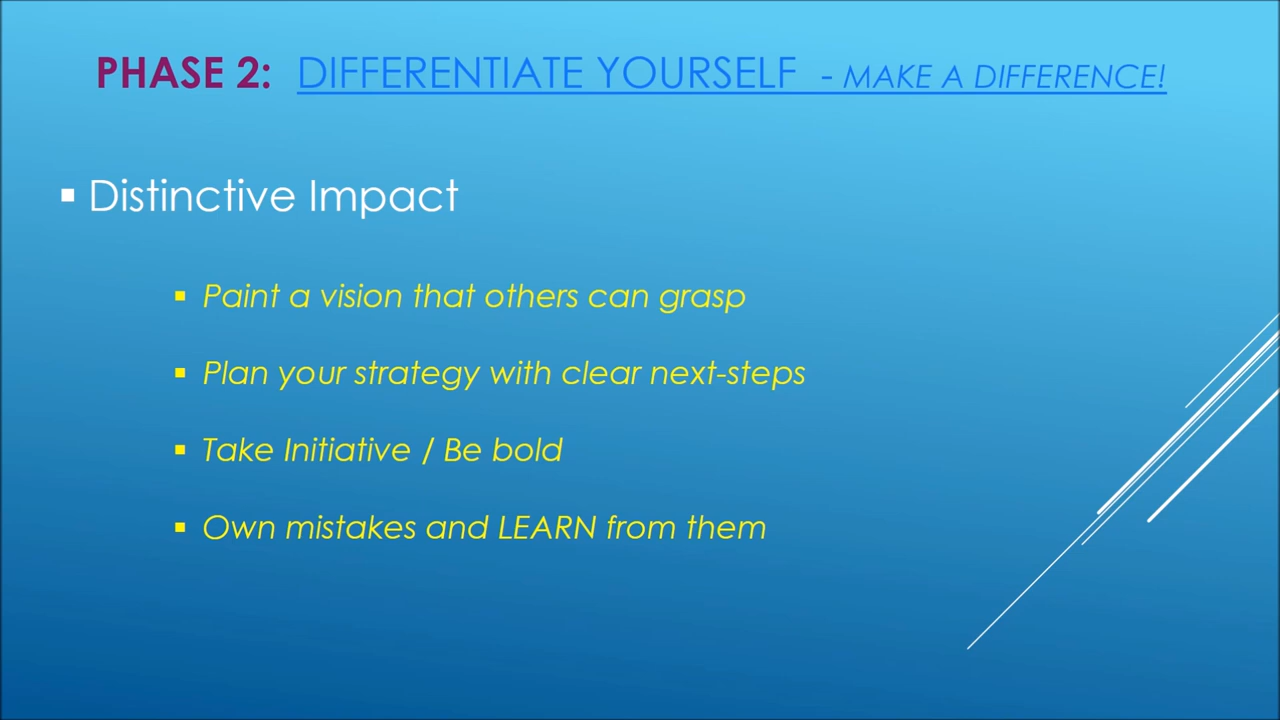 PHASE 2: DIFFERENTIATE YOURSELF - MAKE A DIFFERENCE!
▪ Distinctive Impact
▪ Paint a vision that others can grasp
▪ Plan your strategy with clear next-steps
▪ Take Initiative / Be bold
▪ Own mistakes and LEARN from them